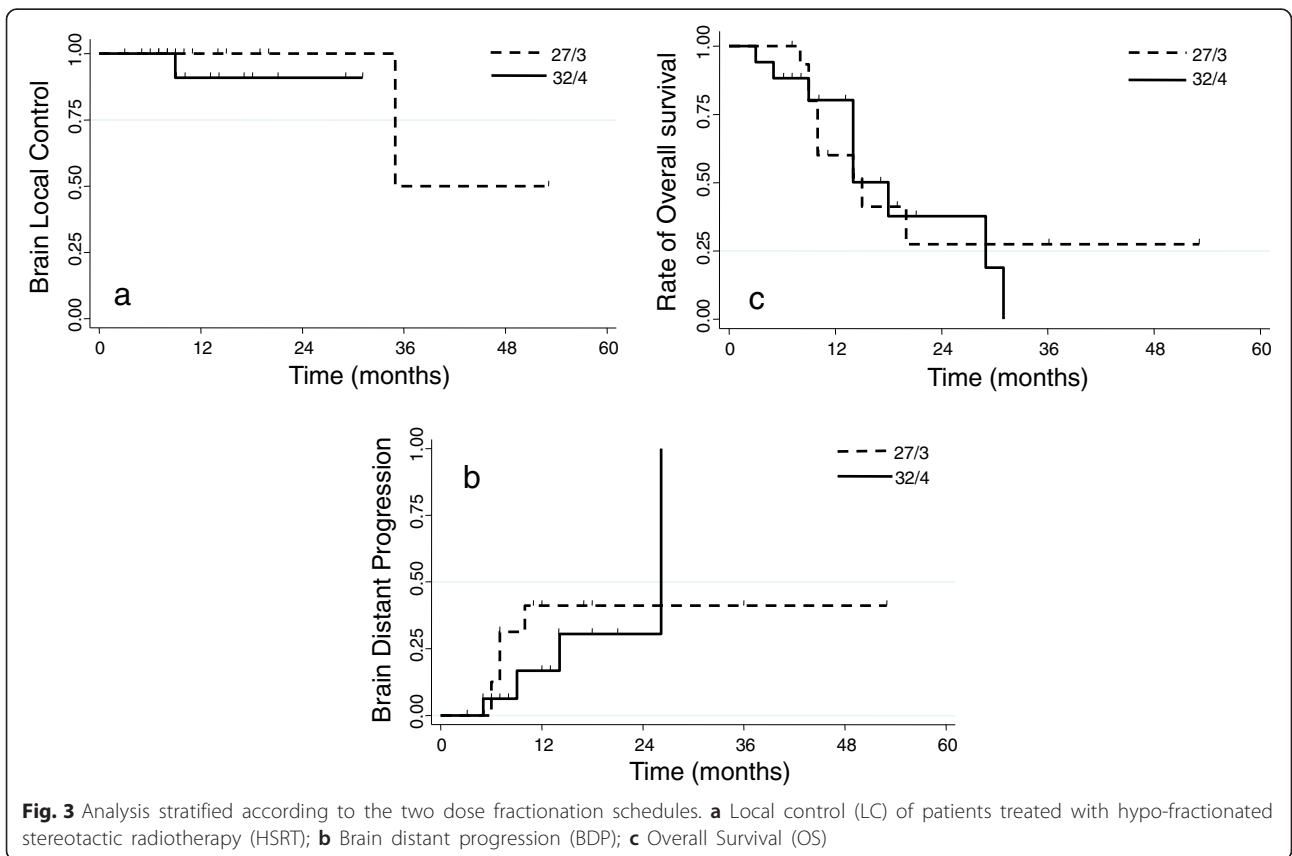 Brain Local Control
1.00
0.75
0.50
0.25
0.00
27/3
32/4
a
0 12 24 36 48 60
Time (months)
Rate of Overall survival
1.00
0.75
0.50
0.25
0.00
27/3
32/4
c
0 12 24 36 48 60
Time (months)
Brain Distant Progression
1.00
0.75
0.50
0.25
0.00
b
27/3
32/4
0 12 24 36 48 60
Time (months)
Fig. 3 Analysis stratified according to the two dose fractionation schedules. a Local control (LC) of patients treated with hypo-fractionated
stereotactic radiotherapy (HSRT); b Brain distant progression (BDP); c Overall Survival (OS)